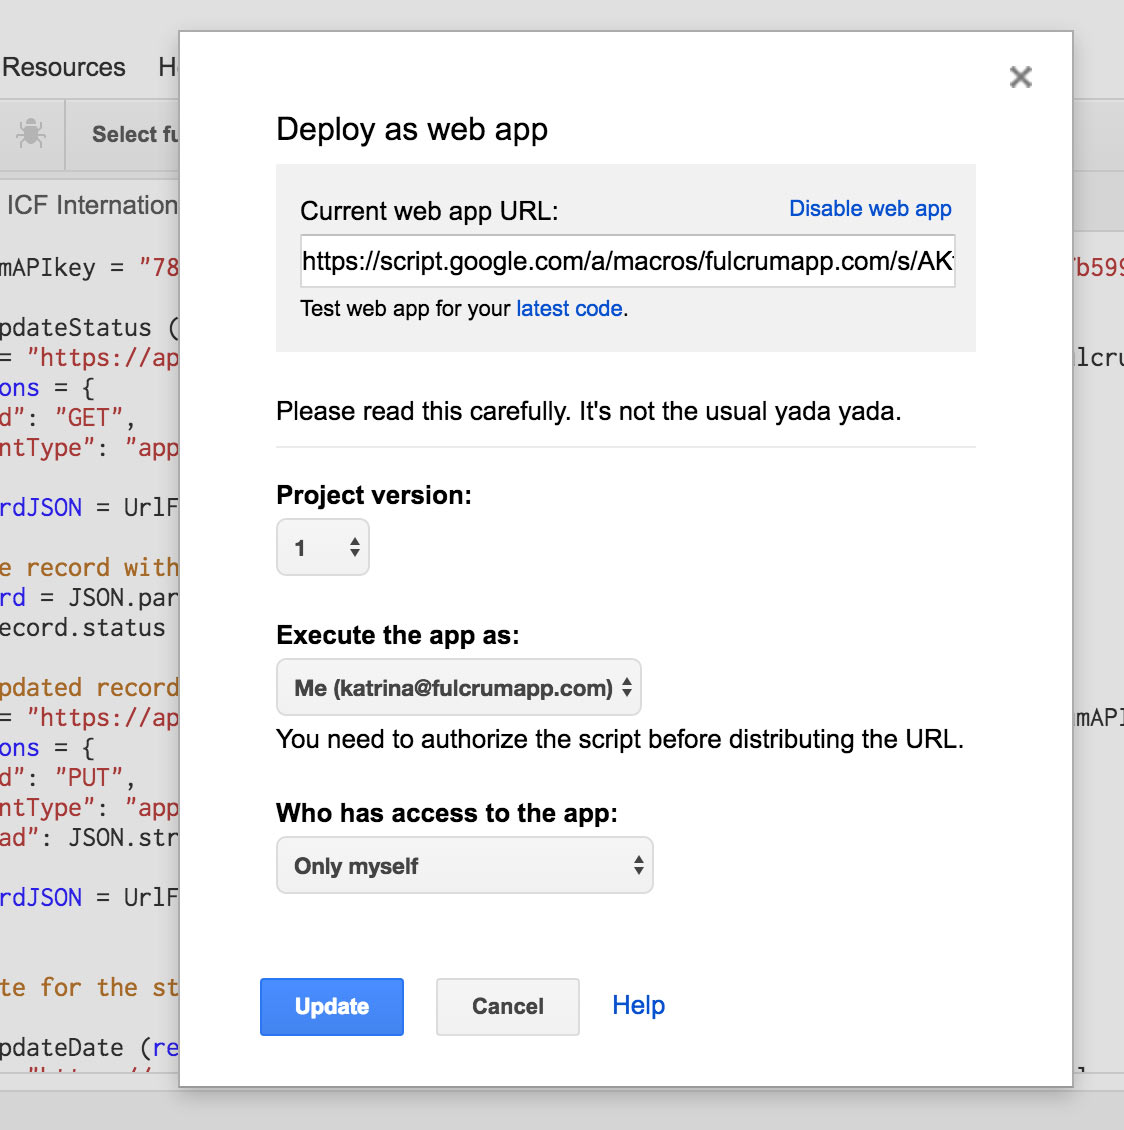 Resources
Deploy as web app
Select fu
ICF Internation
Current web app URL:
Disable web app
https://script.google.com/a/macros/fulcrumapp.com/s/AK
Test web app for your latest code.
mAPIkey = "78
7b599
pdateStatus (
= "https://ap
ulcru
ons = {
d": "GET",
ntType": "app
Please read this carefully. It's not the usual yada yada.
rdJSON = UrlF
Project version:
1
e record with
rd = JSON.par
ecord.status
Execute the app as:
Me (katrina@fulcrumapp.com)
You need to authorize the script before distributing the URL.
pdated record
= "https://ap
mAPI
ons = {
d": "PUT",
ntType": "app
ad": JSON.str
Who has access to the app:
Only myself
rdJSON = UrlF
te for the st
Update
Cancel
Help
pdateDate (re